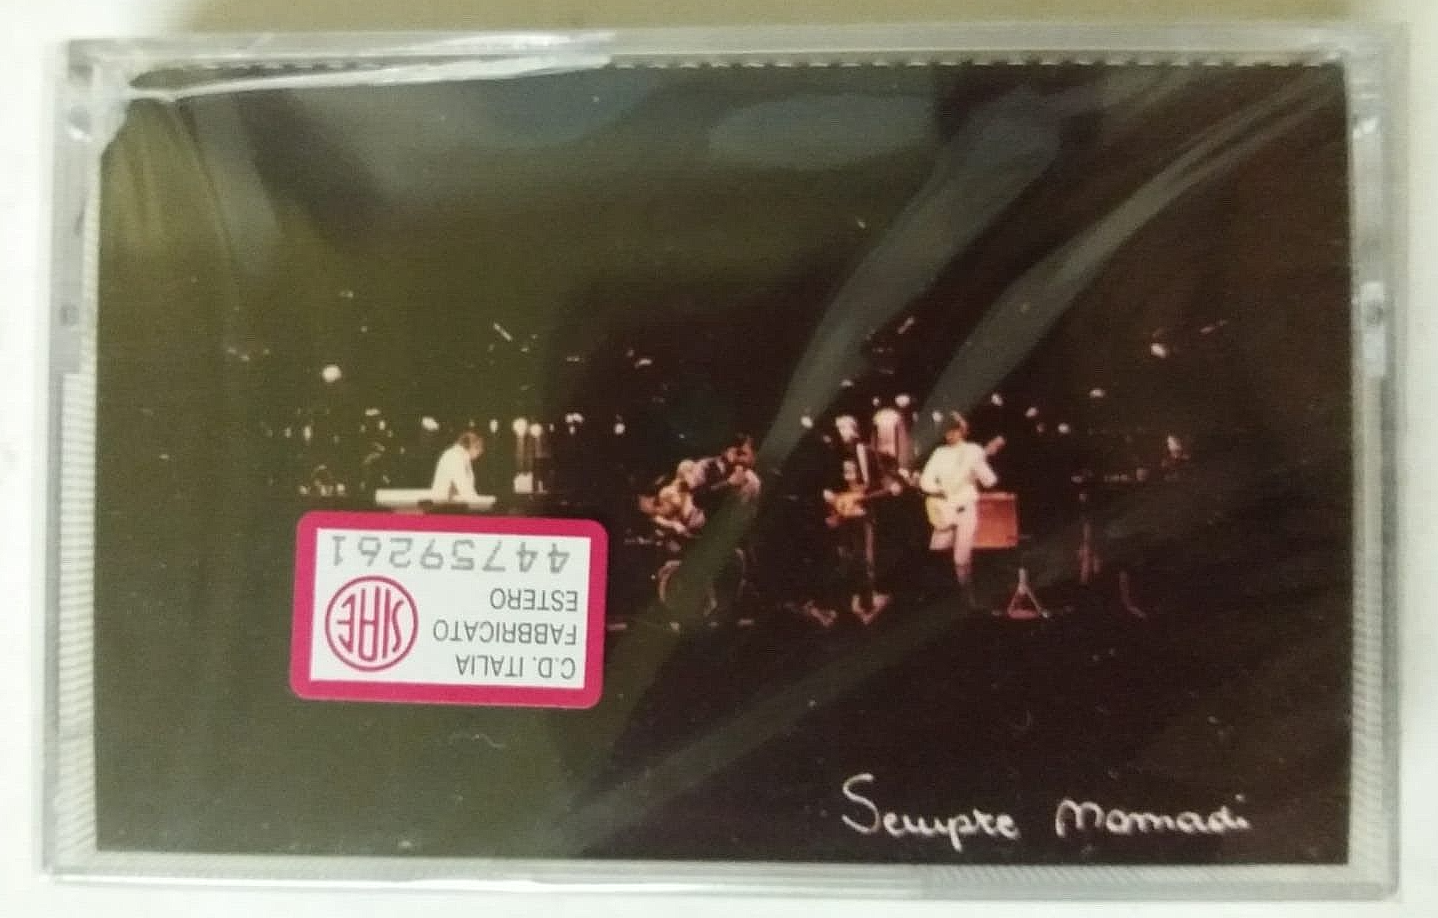 44759261
ESTERO
FABBRICATO
C.D. ITALIA
SIAE
Sempre Nomadi